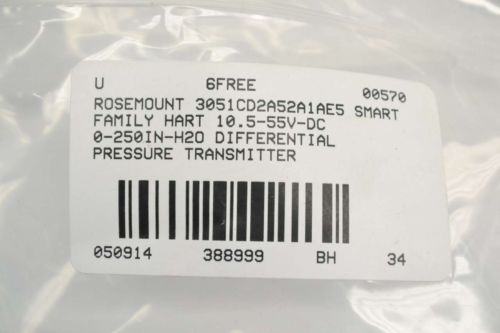 U 6FREE 00570
ROSEMOUNT 3051CD2A52A1AE5 SMART
FAMILY HART 10.5-55V-DC
0-250IN-H2O DIFFERENTIAL
PRESSURE TRANSMITTER
050914 388999 BH 34